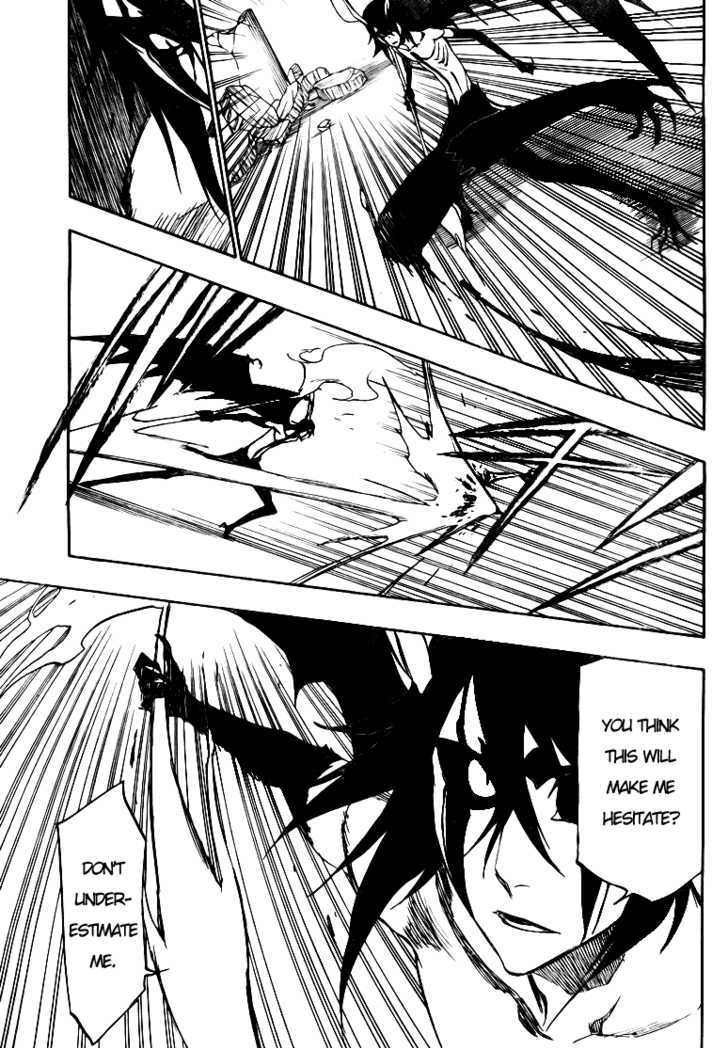 YOU THINK
THIS WILL
MAKE ME
HESITATE?
DON'T
UNDER-
ESTIMATE
ME.